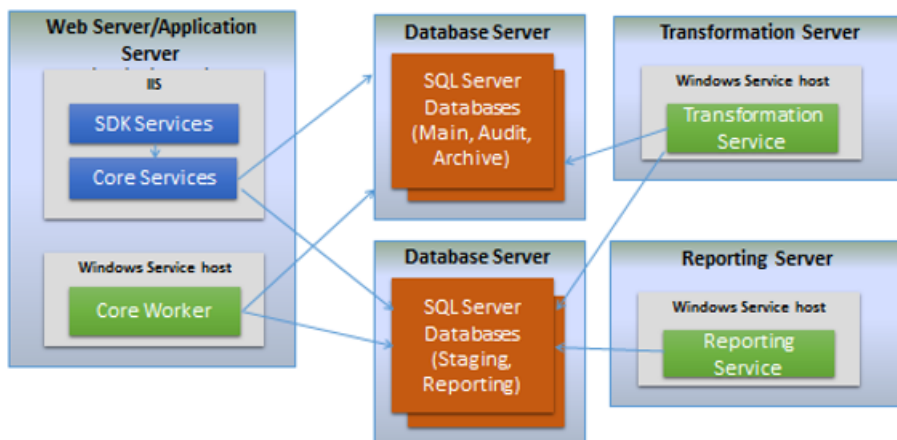 Web Server/Application
Server
IIS
SDK Services
Core Services
Windows Service host
Core Worker
Database Server
SQL Server
Databases
(Main, Audit,
Archive)
Database Server
SQL Server
Databases
(Staging,
Reporting)
Transformation Server
Windows Service host
Transformation
Service
Reporting Server
Windows Service host
Reporting
Service